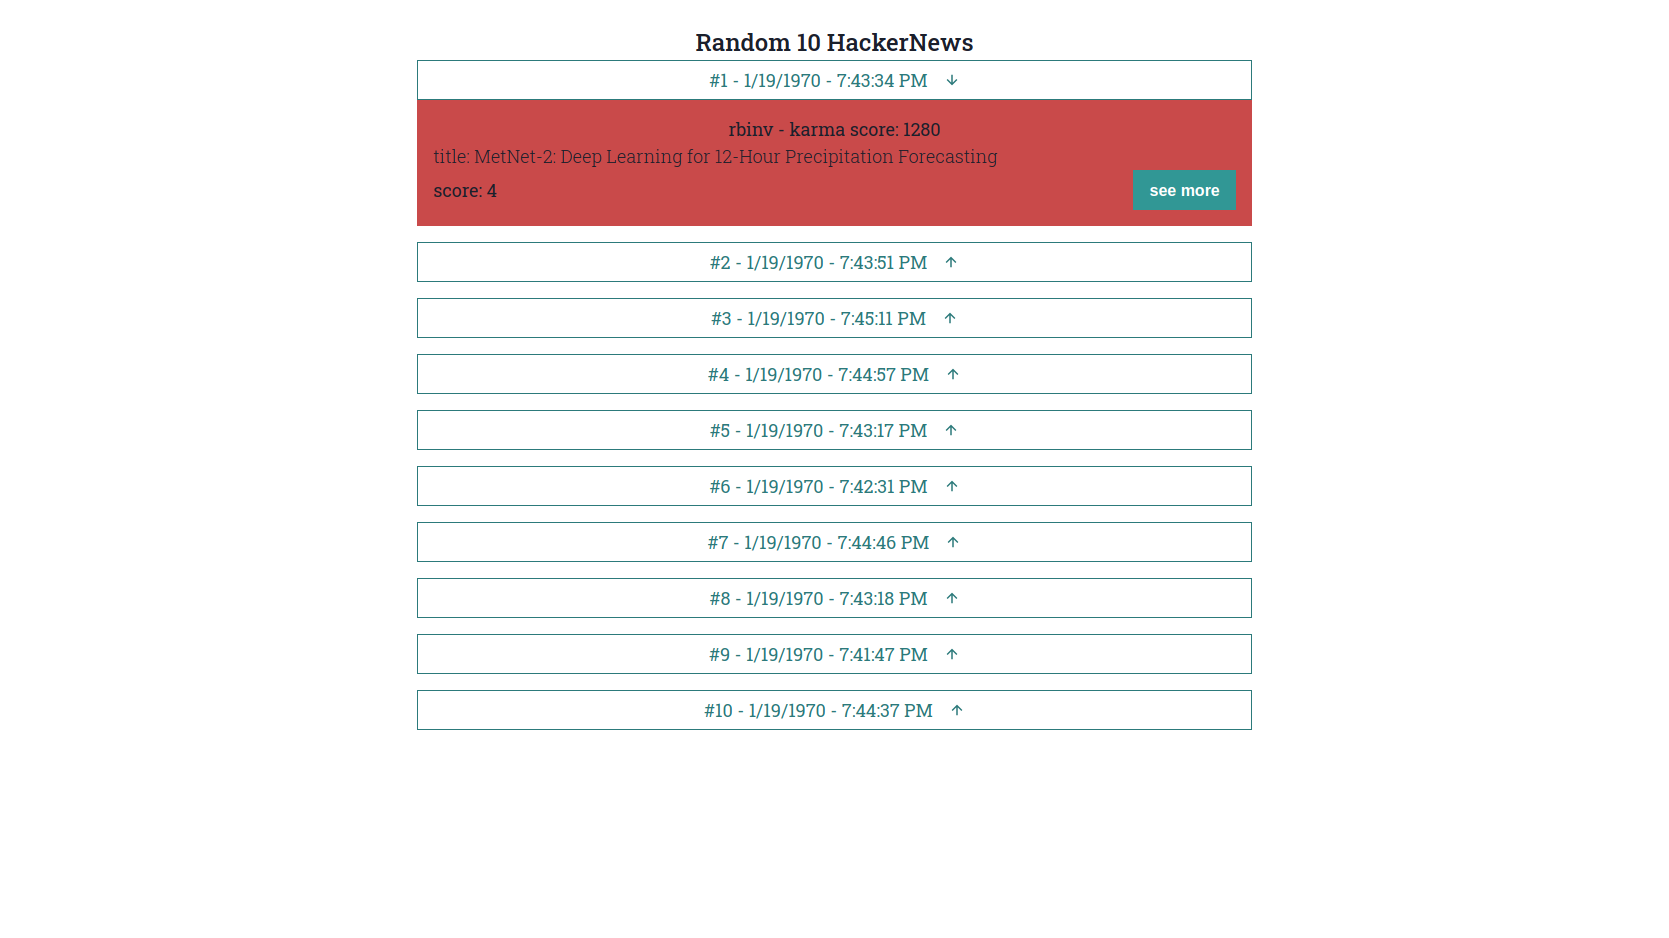 Random 10 HackerNews
#1 - 1/19/1970 - 7:43:34 PM
rbinv - karma score: 1280
title: MetNet-2: Deep Learning for 12-Hour Precipitation Forecasting
score: 4
see more
#2 - 1/19/1970 - 7:43:51 PM
#3 - 1/19/1970 - 7:45:11 PM
#4 - 1/19/1970 - 7:44:57 PM
#5 - 1/19/1970 - 7:43:17 PM
#6 - 1/19/1970 - 7:42:31 PM
#7 - 1/19/1970 - 7:44:46 PM
#8 - 1/19/1970 - 7:43:18 PM
#9 - 1/19/1970 - 7:41:47 PM
#10 - 1/19/1970 - 7:44:37 PM